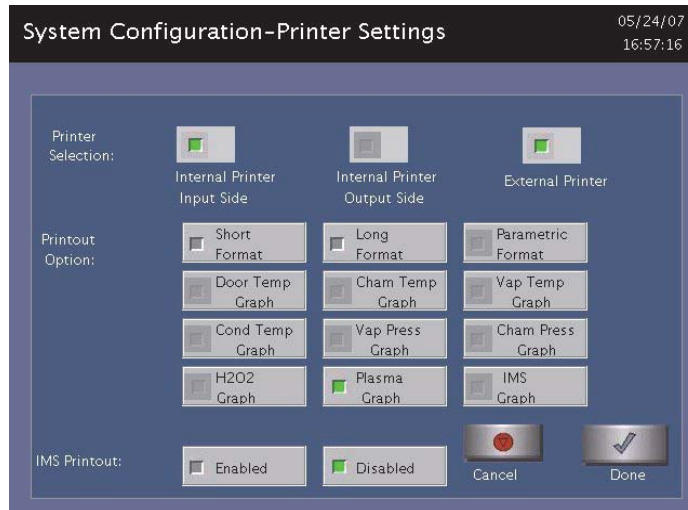 System Configuration-Printer Settings
05/24/07
16:57:16
Printer
Selection:
Internal Printer
Input Side
Internal Printer
Output Side
External Printer
Printout
Option:
Short
Format
Long
Format
Parametric
Format
Door Temp
Graph
Cham Temp
Graph
Vap Temp
Graph
Cond Temp
Graph
Vap Press
Graph
Cham Press
Graph
H2O2
Graph
Plasma
Graph
IMS
Graph
IMS Printout:
Enabled
Disabled
Cancel
Done